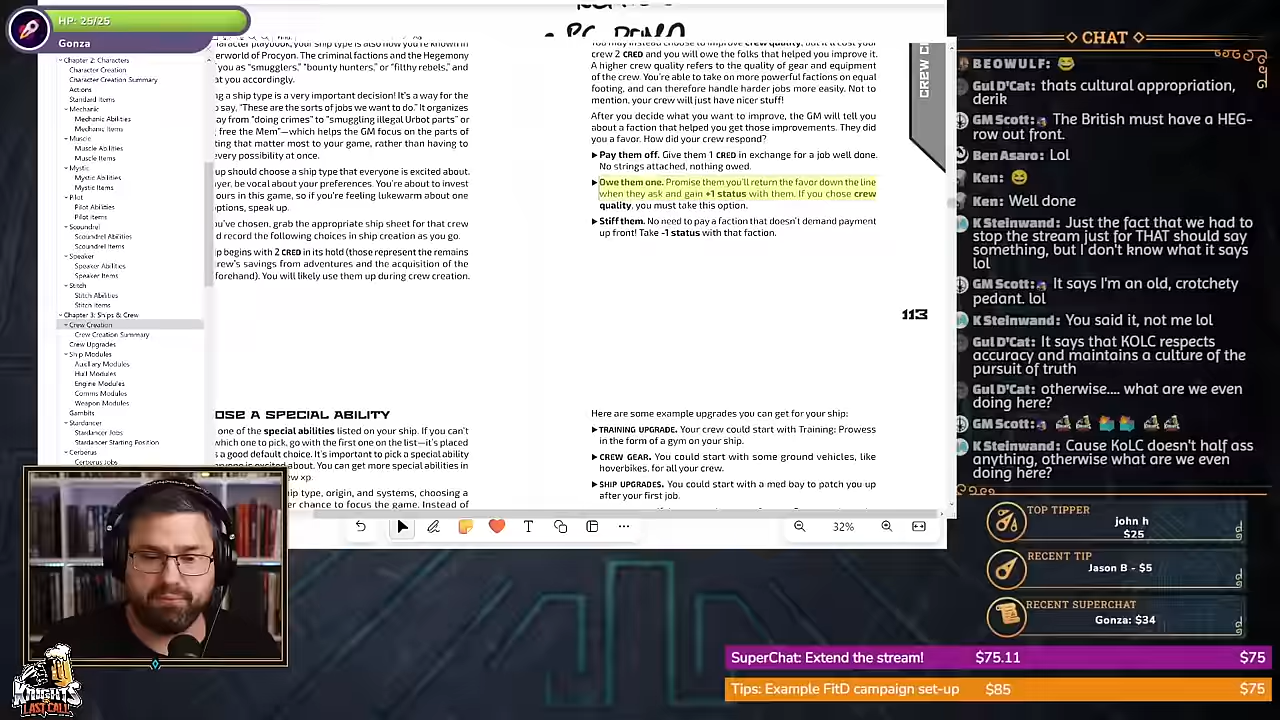 HP: 25/25
Gonza
Chapter 2: Characters
Character Creation
Character Creation Summary
Actions
Standard Items
Mechanic
Mechanic Abilities
Mechanic Items
Muscle
Muscle Abilities
Muscle Items
Mystic
Mystic Abilities
Mystic Items
Pilot
Pilot Abilities
Pilot Items
Scoundrel
Scoundrel Abilities
Scoundrel Items
Speaker
Speaker Abilities
Speaker Items
Stitch
Stitch Abilities
Stitch Items
Chapter 3: Ships & Crew
Crew Creation
Crew Creation Summary
Crew Upgrades
Ship Modules
Auxiliary Modules
Hull Modules
Engine Modules
Comms Modules
Weapon Modules
Gambits
Stardancer
Stardancer Jobs
Stardancer Starting Position
Cerberus
Cerberus Jobs
aracter playbook, your ship type is also how you're known in
erworld of Procyon. The criminal factions and the Hegemony
you as "smugglers," "bounty hunters," or "filthy rebels," and
at you accordingly.
ng a ship type is a very important decision! It's a way for the
say, "These are the sorts of jobs we want to do." It organizes
ay from "doing crimes" to "smuggling illegal Urbot parts" or
free the Mem"—which helps the GM focus on the parts of
ting that matter most to your game, rather than having to
every possibility at once.
up should choose a ship type that everyone is excited about.
ayer, be vocal about your preferences. You're about to invest
ours in this game, so if you're feeling lukewarm about one
options, speak up.
ou've chosen, grab the appropriate ship sheet for that crew
d record the following choices in ship creation as you go.
ip begins with 2 CRED in its hold (those represent the remains
crew's savings from adventures and the acquisition of the
forehand). You will likely use them up during crew creation.
OSE A SPECIAL ABILITY
one of the special abilities listed on your ship. If you can't
which one to pick, go with the first one on the list—it's placed
s a good default choice. It's important to pick a special ability
eryone is excited about. You can get more special abilities in
ew xp.
ip type, origin, and systems, choosing a
er chance to focus the game. Instead of
You may instead choose to improve crew quality, but it'll cost your
crew 2 CRED and you will owe the folks that helped you improve it.
A higher crew quality refers to the quality of gear and equipment
of the crew. You're able to take on more powerful factions on equal
footing, and can therefore handle harder jobs more easily. Not to
mention, your crew will just have nicer stuff!
After you decide what you want to improve, the GM will tell you
about a faction that helped you get those improvements. They did
you a favor. How did your crew respond?
Pay them off. Give them 1 CRED in exchange for a job well done.
No strings attached, nothing owed.
Owe them one. Promise them you'll return the favor down the line
when they ask and gain +1 status with them. If you chose crew
quality, you must take this option.
Stiff them. No need to pay a faction that doesn't demand payment
up front! Take -1 status with that faction.
113
Here are some example upgrades you can get for your ship:
TRAINING UPGRADE. Your crew could start with Training: Prowess
in the form of a gym on your ship.
CREW GEAR. You could start with some ground vehicles, like
hoverbikes, for all your crew.
SHIP UPGRADES. You could start with a med bay to patch you up
after your first job.
CREW C
T
32%
CHAT
BEOWULF: 😂
Gul D'Cat: thats cultural appropriation,
derik
GM Scott: The British must have a HEG-
row out front.
Ben Asaro: Lol
Ken: 😄
Ken: Well done
K Steinwand: Just the fact that we had to
stop the stream just for THAT should say
something, but I don't know what it says
lol
GM Scott: It says I'm an old, crotchety
pedant. lol
K Steinwand: You said it, not me lol
Gul D'Cat: It says that KOLC respects
accuracy and maintains a culture of the
pursuit of truth
Gul D'Cat: otherwise.... what are we even
doing here?
GM Scott:
K Steinwand: Cause KolC doesn't half ass
anything, otherwise what are we even
doing here?
TOP TIPPER
john h
$25
RECENT TIP
Jason B - $5
RECENT SUPERCHAT
Gonza: $34
SuperChat: Extend the stream! $75.11 $75
Tips: Example FitD campaign set-up $85 $75
KNIGHTS
LAST CALL